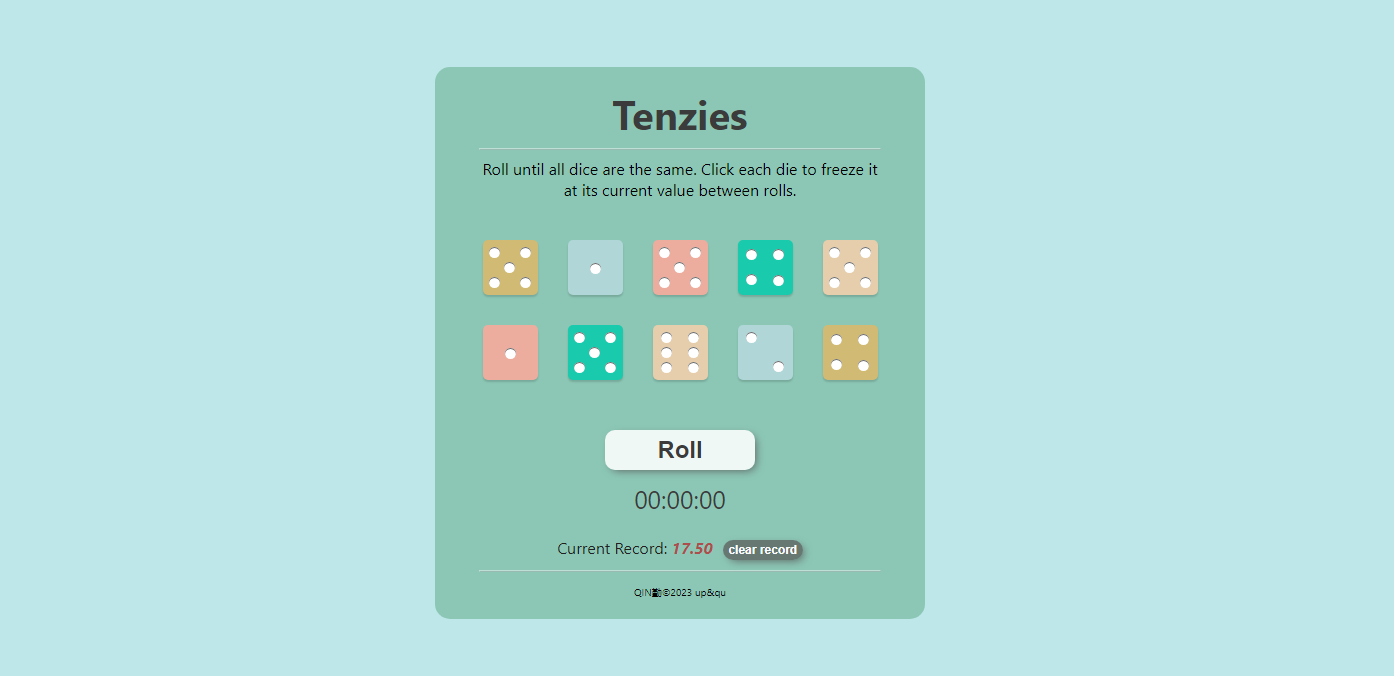 Tenzies
Roll until all dice are the same. Click each die to freeze it
at its current value between rolls.
Roll
00:00:00
Current Record: 17.50 clear record
QIN ©2023 up&qu